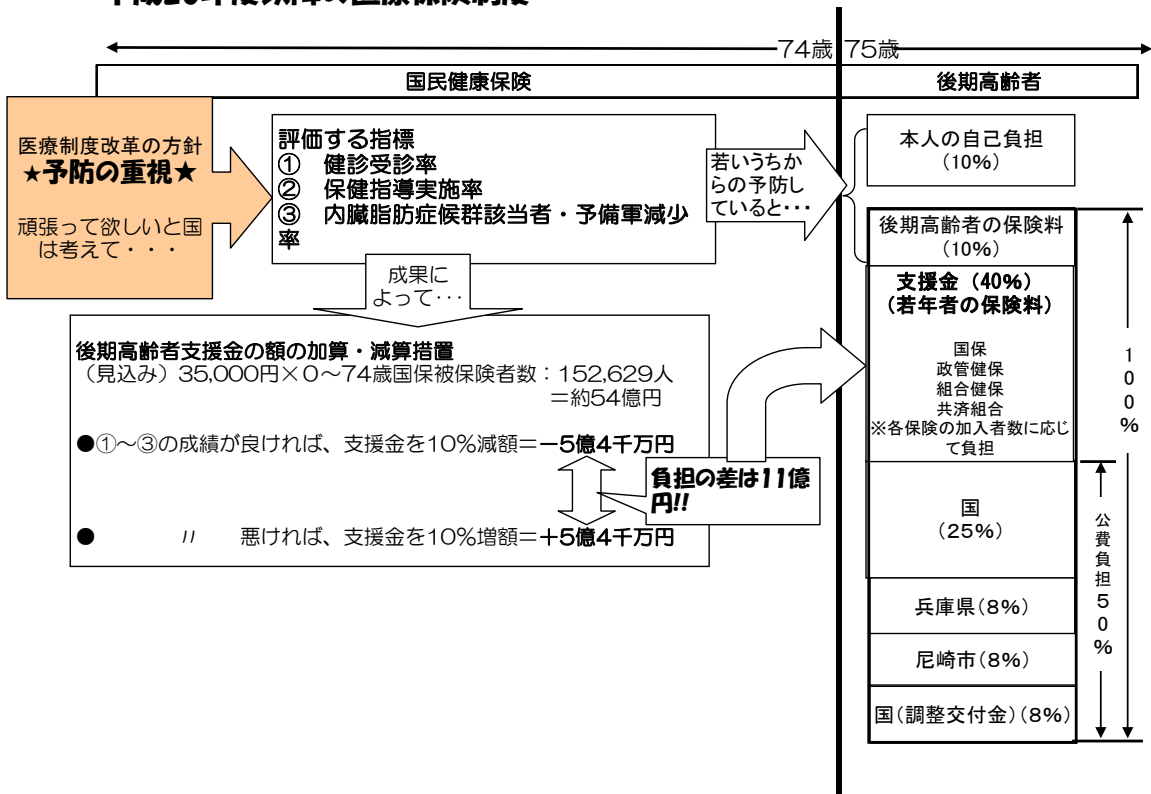 74歳 75歳
国民健康保険
後期高齢者
医療制度改革の方針
★予防の重視★
頑張って欲しいと国
は考えて・・・
評価する指標
① 健診受診率
② 保健指導実施率
③ 内臓脂肪症候群該当者・予備軍減少
率
若いうちか
らの予防し
ていると・・・
成果に
よって・・・
後期高齢者支援金の額の加算・減算措置
（見込み）35,000円×0～74歳国保被保険者数：152,629人
＝約54億円
●①～③の成績が良ければ、支援金を10%減額＝－5億4千万円
● 〃 悪ければ、支援金を10%増額＝＋5億4千万円
負担の差は11億
円!!
本人の自己負担
（10%）
後期高齢者の保険料
（10%）
支援金（40%）
（若年者の保険料）
国保
政管健保
組合健保
共済組合
※各保険の加入者数に応じ
て負担
国
（25%）
兵庫県（8%）
尼崎市（8%）
国（調整交付金）（8%）
100%
公費負担50%